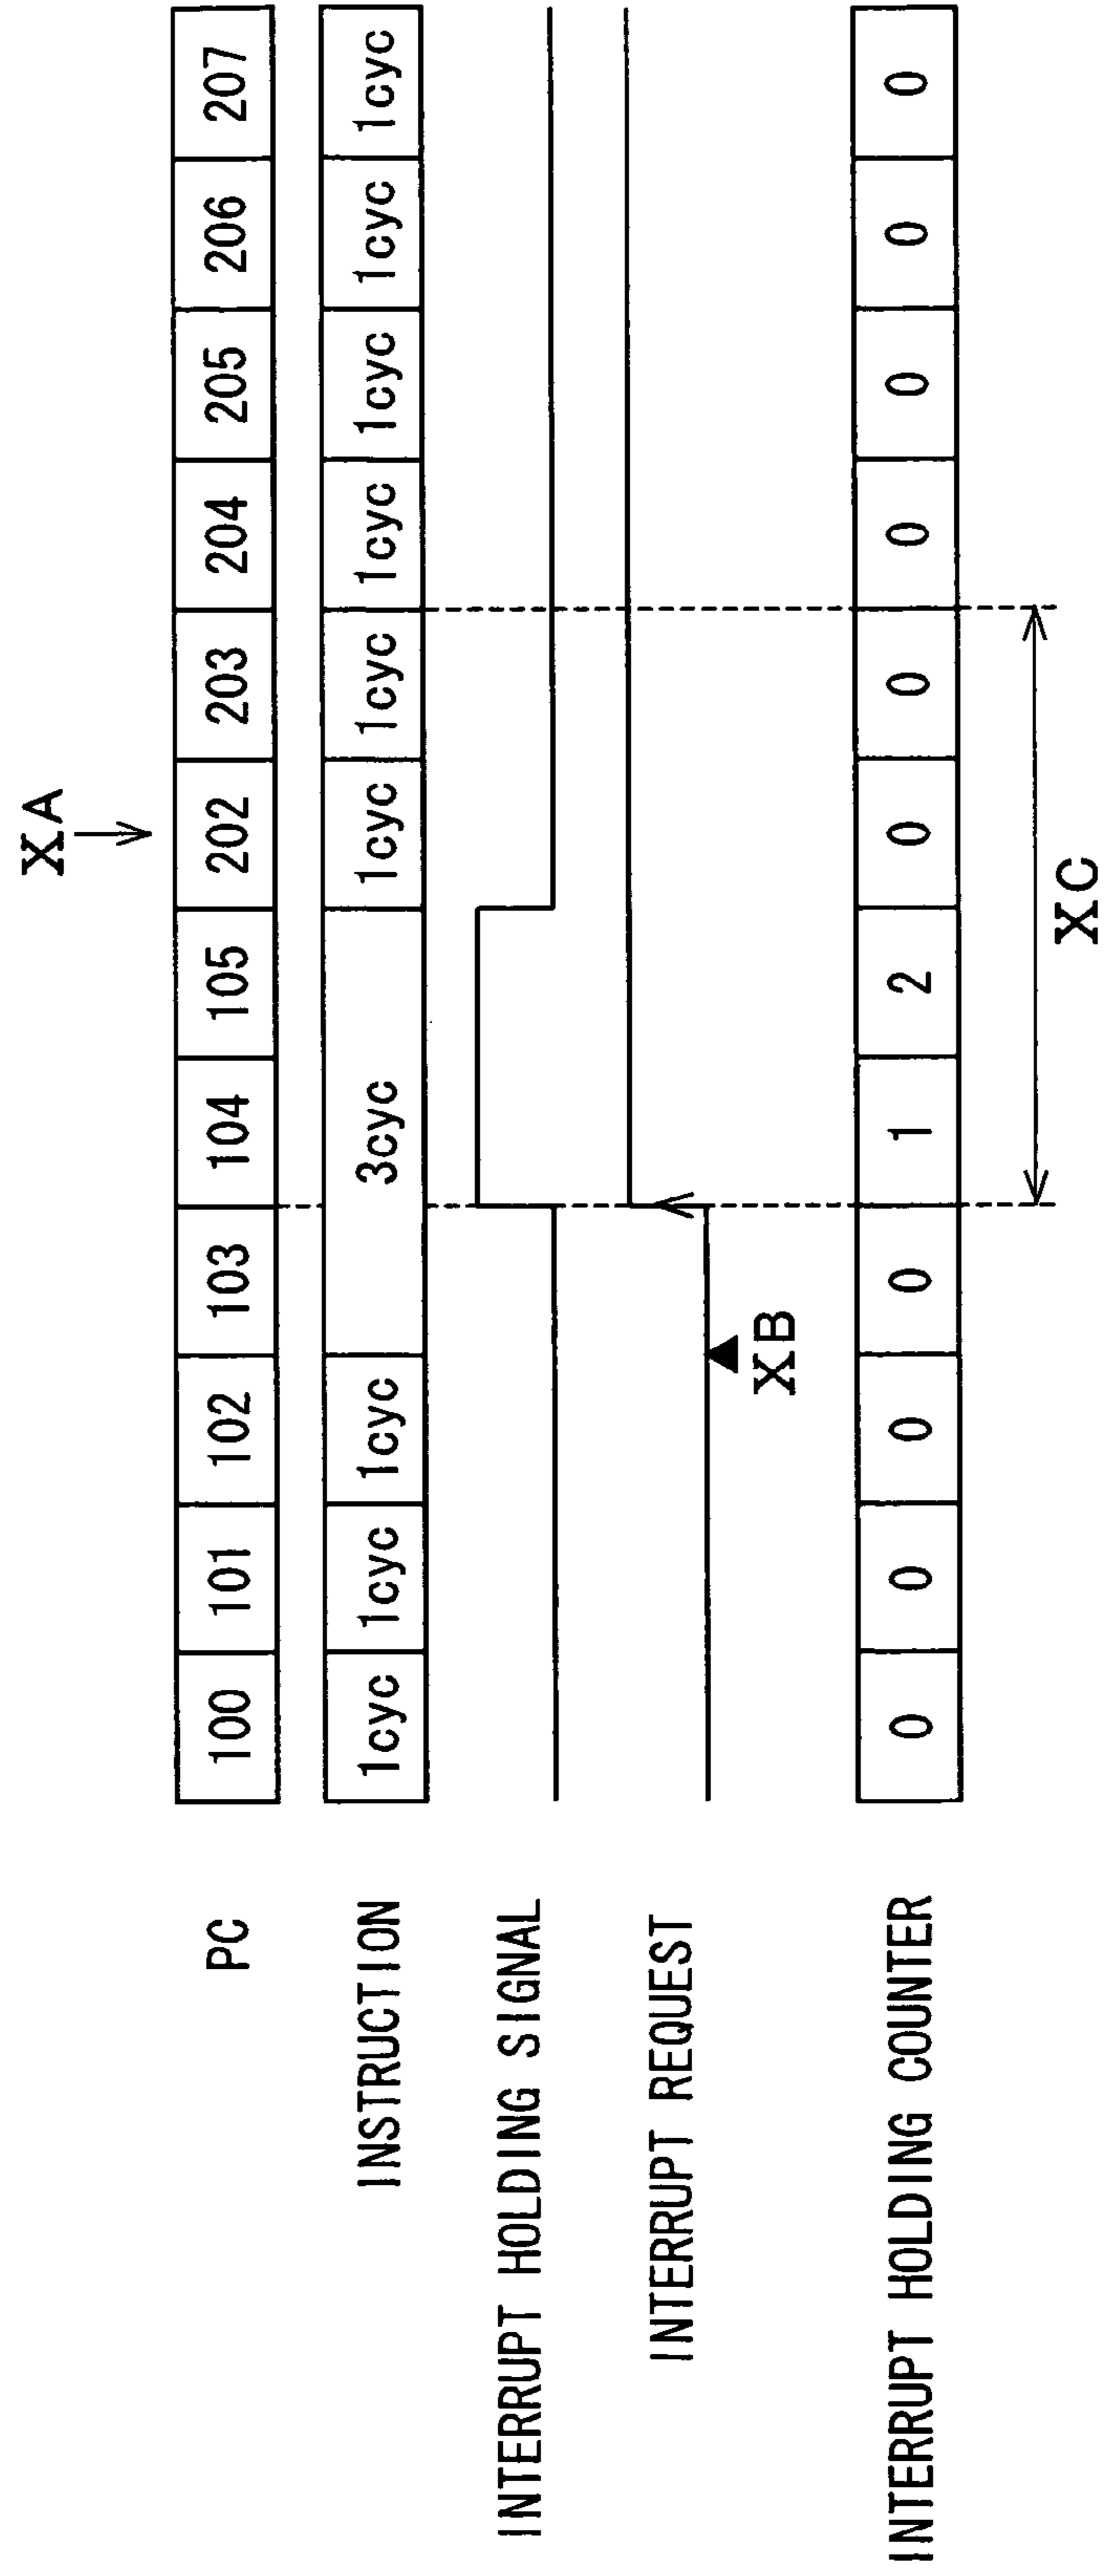 XA
PC 100 101 102 103 104 105 202 203 204 205 206 207
INSTRUCTION 1cyc 1cyc 1cyc 3cyc 1cyc 1cyc 1cyc 1cyc 1cyc 1cyc
INTERRUPT HOLDING SIGNAL
INTERRUPT REQUEST
XB
INTERRUPT HOLDING COUNTER 0 0 0 0 1 2 0 0 0 0 0 0
XC